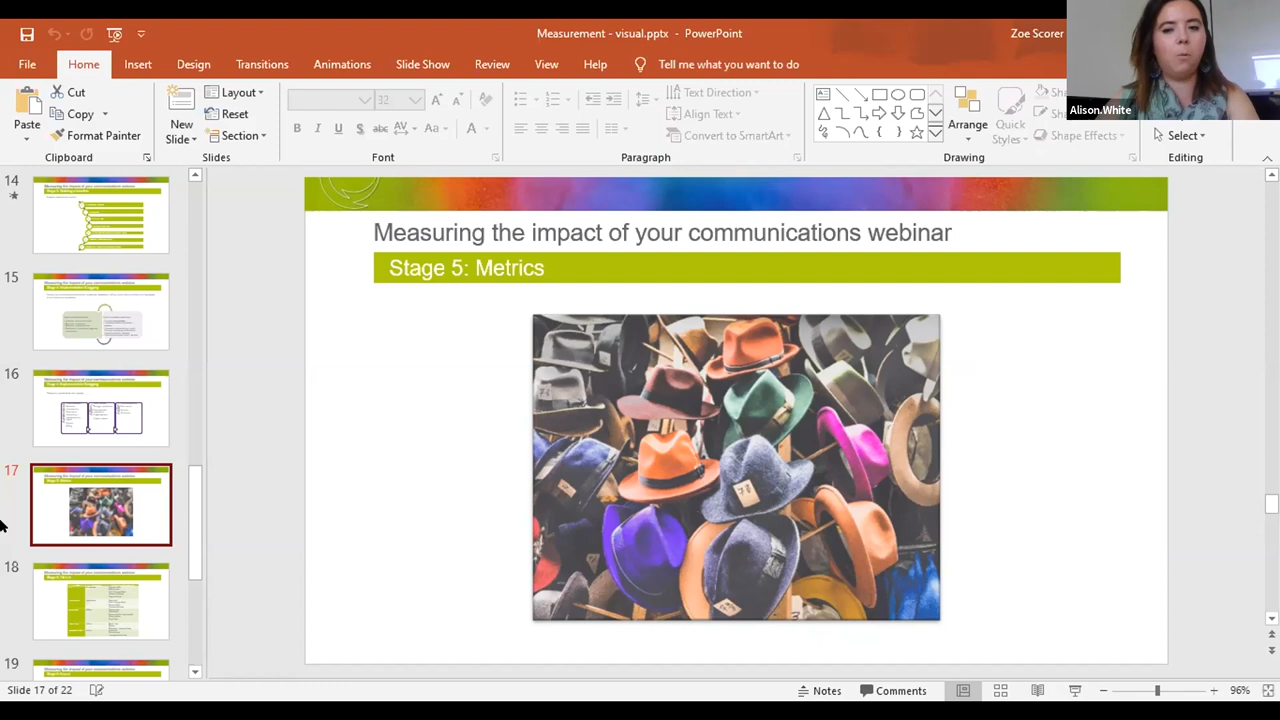 Measurement - visual.pptx - PowerPoint
Zoe Scorer
File Home Insert Design Transitions Animations Slide Show Review View Help Tell me what you want to do
Alison.White
Paste
Cut
Copy
Format Painter
Clipboard
New
Slide
Layout
Reset
Section
Slides
32
Font
Text Direction
Align Text
Convert to SmartArt
Paragraph
Arrange
Quick
Styles
Shape Effects
Drawing
Select
Editing
14
15
16
17
18
19
Measuring the impact of your communications webinar
Stage 5: Metrics
Slide 17 of 22
Notes
Comments
96%